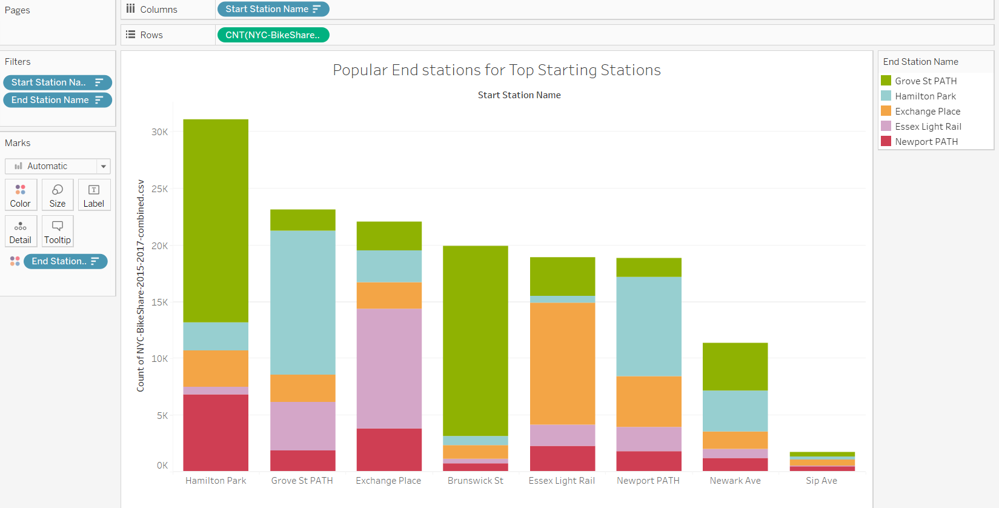 Pages
Columns
Start Station Name
Rows
CNT(NYC-BikeShare..
Filters
Start Station Na..
End Station Name
Marks
Automatic
Color
Size
T
Label
Detail
Tooltip
End Station..
Popular End stations for Top Starting Stations
Start Station Name
Count of NYC-BikeShare-2015-2017-combined.csv
30K
25K
20K
15K
10K
5K
0K
Hamilton Park
Grove St PATH
Exchange Place
Brunswick St
Essex Light Rail
Newport PATH
Newark Ave
Sip Ave
End Station Name
Grove St PATH
Hamilton Park
Exchange Place
Essex Light Rail
Newport PATH